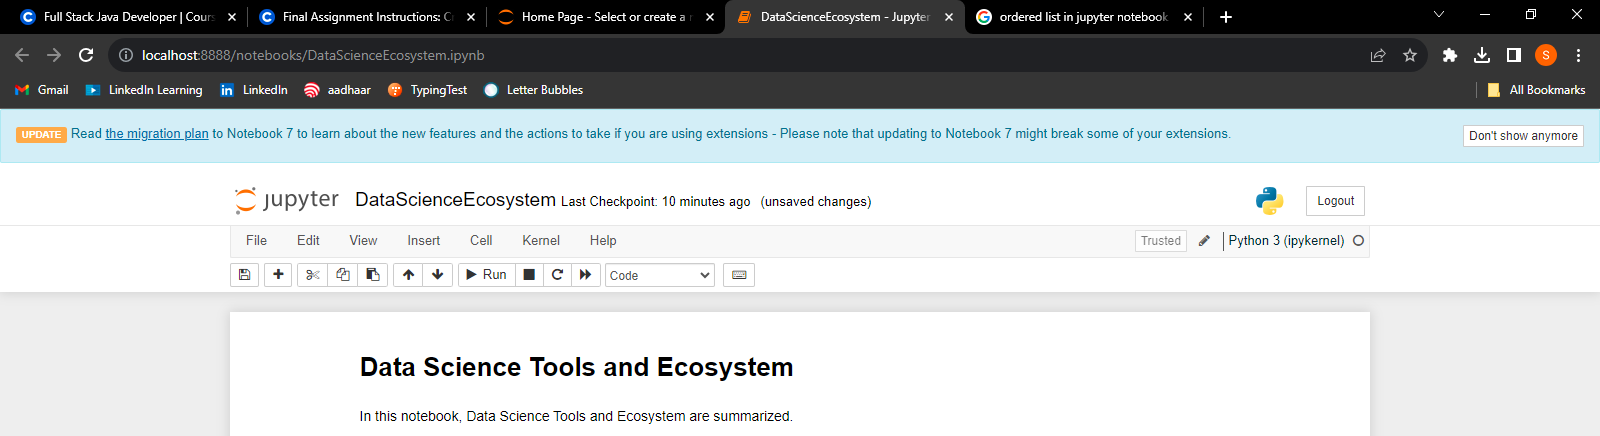 Full Stack Java Developer | Cours
Final Assignment Instructions: Cr
Home Page - Select or create a n
DataScienceEcosystem - Jupyter
ordered list in jupyter notebook
localhost:8888/notebooks/DataScienceEcosystem.ipynb
S
Gmail
LinkedIn Learning
in LinkedIn
aadhaar
TypingTest
Letter Bubbles
All Bookmarks
UPDATE Read the migration plan to Notebook 7 to learn about the new features and the actions to take if you are using extensions - Please note that updating to Notebook 7 might break some of your extensions.
Don't show anymore
jupyter DataScienceEcosystem Last Checkpoint: 10 minutes ago (unsaved changes)
Logout
File Edit View Insert Cell Kernel Help
Trusted
Python 3 (ipykernel)
Run
Code
Data Science Tools and Ecosystem
In this notebook, Data Science Tools and Ecosystem are summarized.